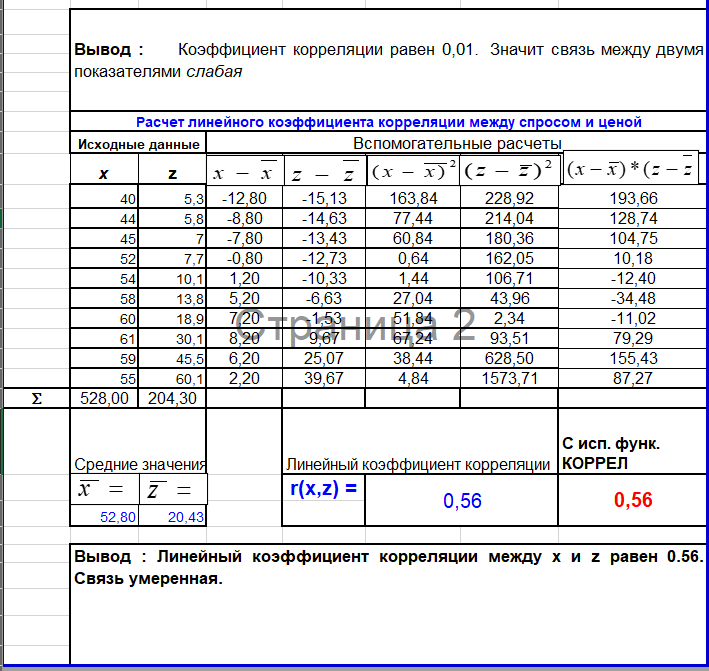 Вывод : Коэффициент корреляции равен 0,01. Значит связь между двумя
показателями слабая
Расчет линейного коэффициента корреляции между спросом и ценой
Исходные данные Вспомогательные расчеты
x z x − x̅ z − z̅ (x − x̅)² (z − z̅)² (x − x̅) * (z − z̅
40 5,3 -12,80 -15,13 163,84 228,92 193,66
44 5,8 -8,80 -14,63 77,44 214,04 128,74
45 7 -7,80 -13,43 60,84 180,36 104,75
52 7,7 -0,80 -12,73 0,64 162,05 10,18
54 10,1 1,20 -10,33 1,44 106,71 -12,40
58 13,8 5,20 -6,63 27,04 43,96 -34,48
60 18,9 7,20 -1,53 51,84 2,34 -11,02
Страница 2
61 30,1 8,20 9,67 67,24 93,51 79,29
59 45,5 6,20 25,07 38,44 628,50 155,43
55 60,1 2,20 39,67 4,84 1573,71 87,27
Σ 528,00 204,30
Средние значения Линейный коэффициент корреляции С исп. функ.
КОРРЕЛ
x̅ = z̅ = r(x,z) = 0,56 0,56
52,80 20,43
Вывод : Линейный коэффициент корреляции между x и z равен 0.56.
Связь умеренная.